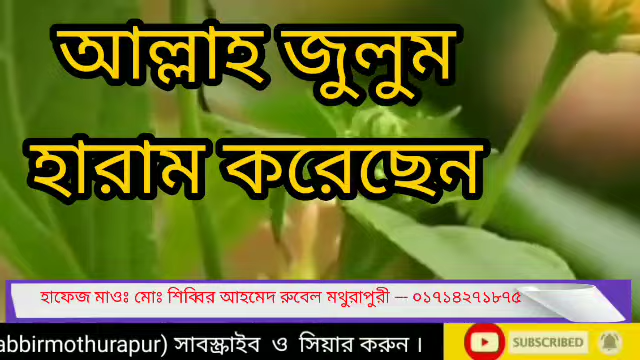 আল্লাহ জুলুম
হারাম করেছেন
হাফেজ মাওঃ মোঃ শিব্বির আহমেদ রুবেল মথুরাপুরী –- ০১৭১৪২৭১৮৭৫
abbirmothurapur) সাবস্ক্রাইব ও সিয়ার করুন।
SUBSCRIBED